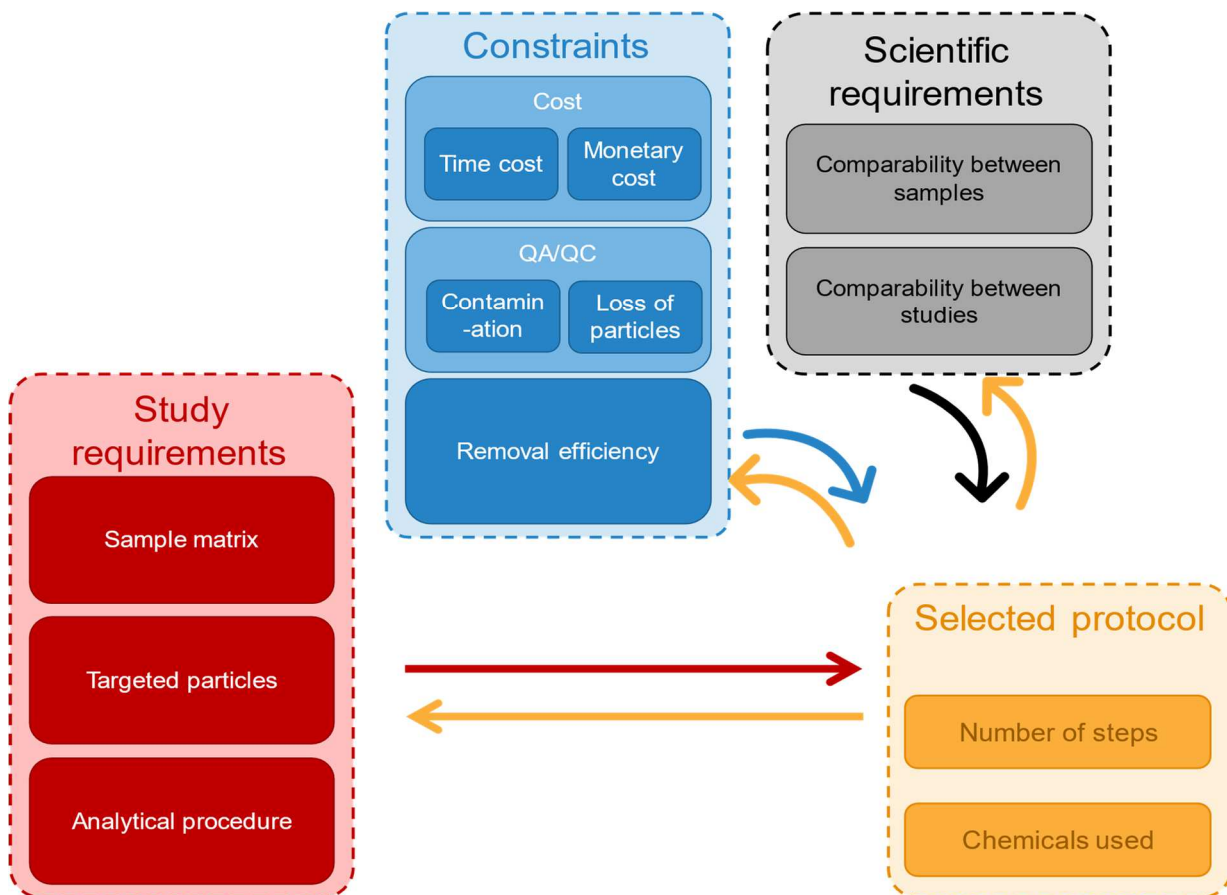 Constraints
Cost
Time cost
Monetary
cost
QA/QC
Contamin
-ation
Loss of
particles
Removal efficiency
Scientific
requirements
Comparability between
samples
Comparability between
studies
Study
requirements
Sample matrix
Targeted particles
Analytical procedure
Selected protocol
Number of steps
Chemicals used